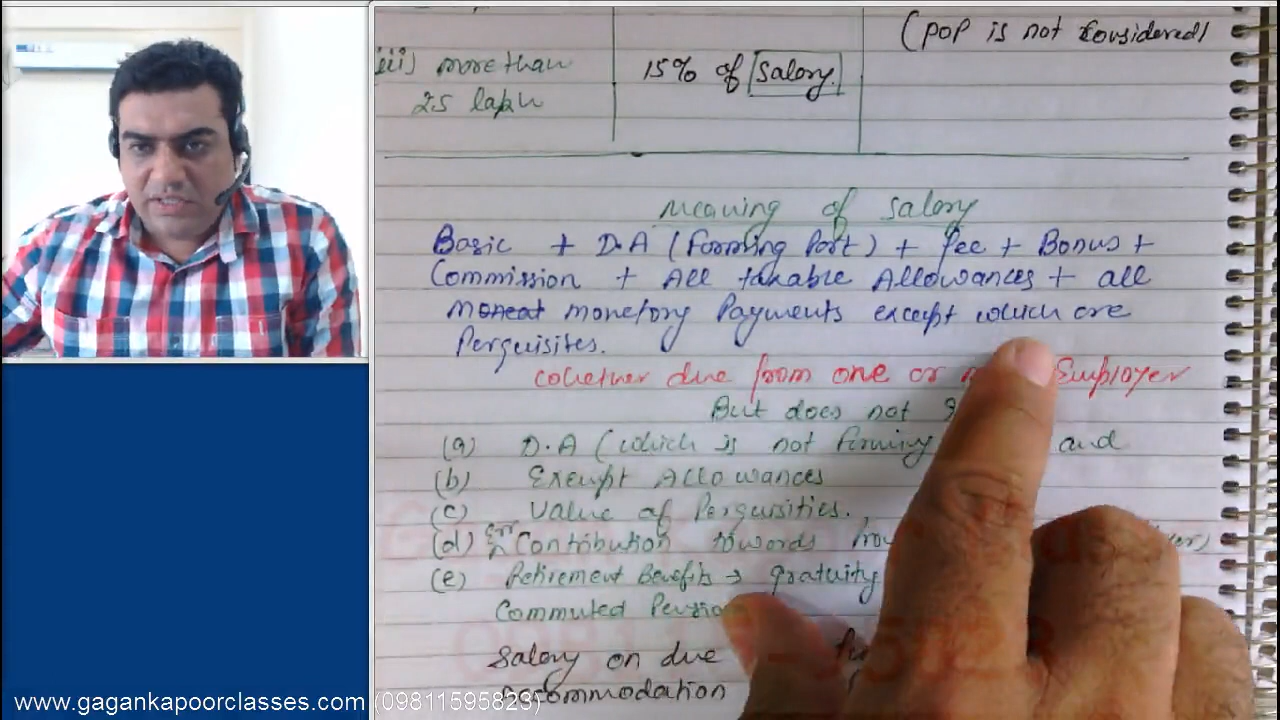 (POP is not considered)
iii) more than 15% of Salary.
25 lakh
Meaning of Salary
Basic + D.A (Forming Part) + Fee + Bonus +
Commission + All taxable Allowances + all
monetory Payments except which are
Perquisites.
Whether due from one or Employer
But does not
(a) D.A (which is not Forming and
(b) Exempt Allowances
(c) Value of Perquisities.
(d) Contribution towards
(e) Retirement Benefits → gratuity
Commuted
Salary on due
Accommodation
www.gagankapoorclasses.com (09811595823)